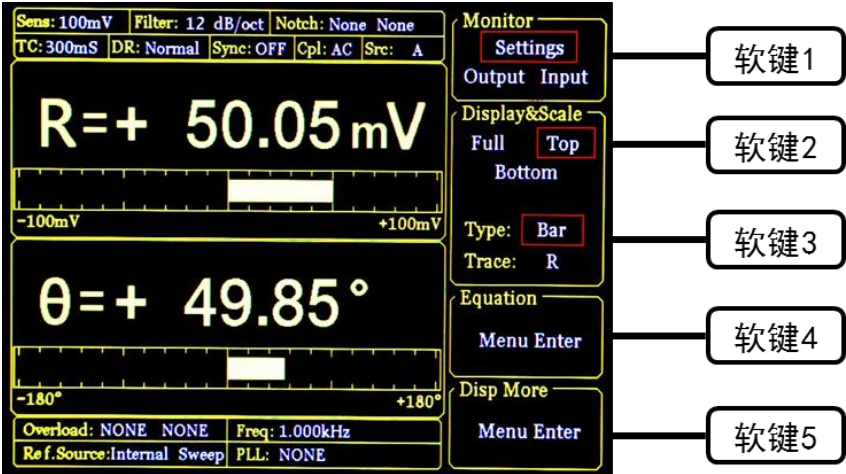 Sens: 100mV Filter: 12 dB/oct Notch: None None
TC: 300mS DR: Normal Sync: OFF Cpl: AC Src: A
R=+ 50.05 mV
-100mV +100mV
θ=+ 49.85°
-180° +180°
Overload: NONE NONE Freq: 1.000kHz
Ref.Source:Internal Sweep PLL: NONE
Monitor
Settings
Output Input
Display&Scale
Full Top
Bottom
Type: Bar
Trace: R
Equation
Menu Enter
Disp More
Menu Enter
软键1
软键2
软键3
软键4
软键5